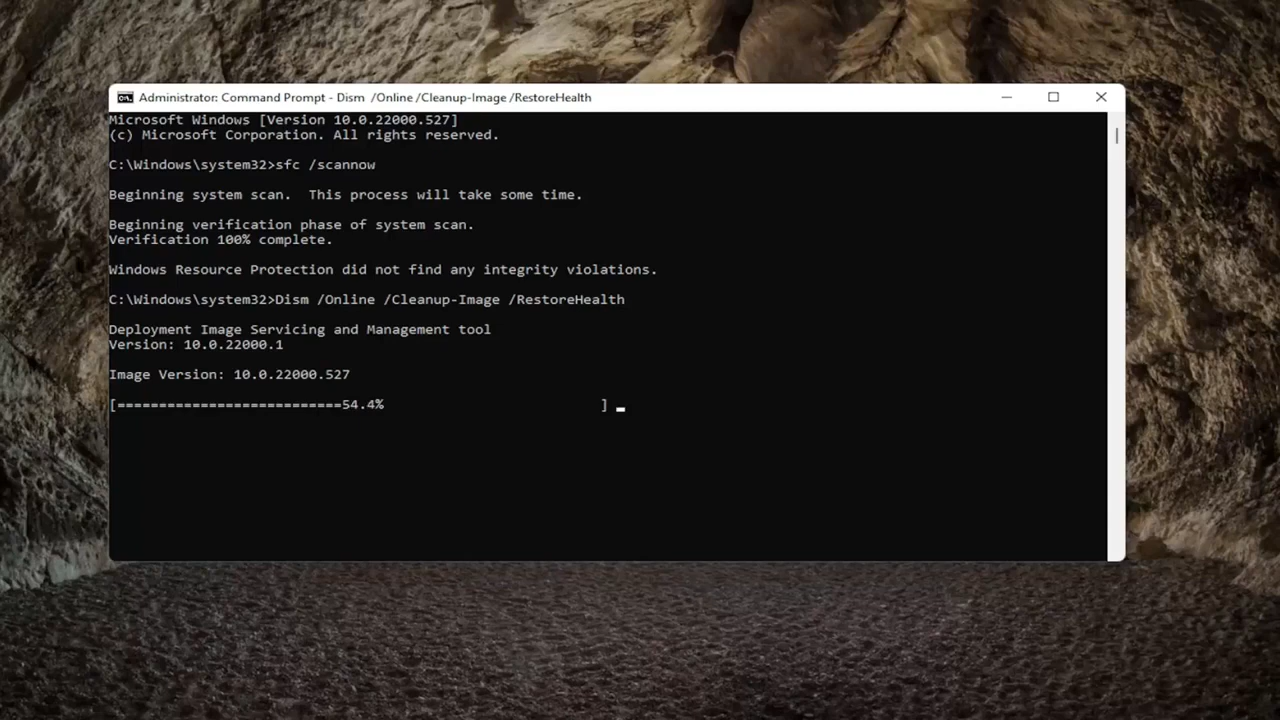 Administrator: Command Prompt - Dism  /Online /Cleanup-Image /RestoreHealth
Microsoft Windows [Version 10.0.22000.527]
(c) Microsoft Corporation. All rights reserved.
C:\Windows\system32>sfc /scannow
Beginning system scan.  This process will take some time.
Beginning verification phase of system scan.
Verification 100% complete.
Windows Resource Protection did not find any integrity violations.
C:\Windows\system32>Dism /Online /Cleanup-Image /RestoreHealth
Deployment Image Servicing and Management tool
Version: 10.0.22000.1
Image Version: 10.0.22000.527
[===========================54.4%                          ]